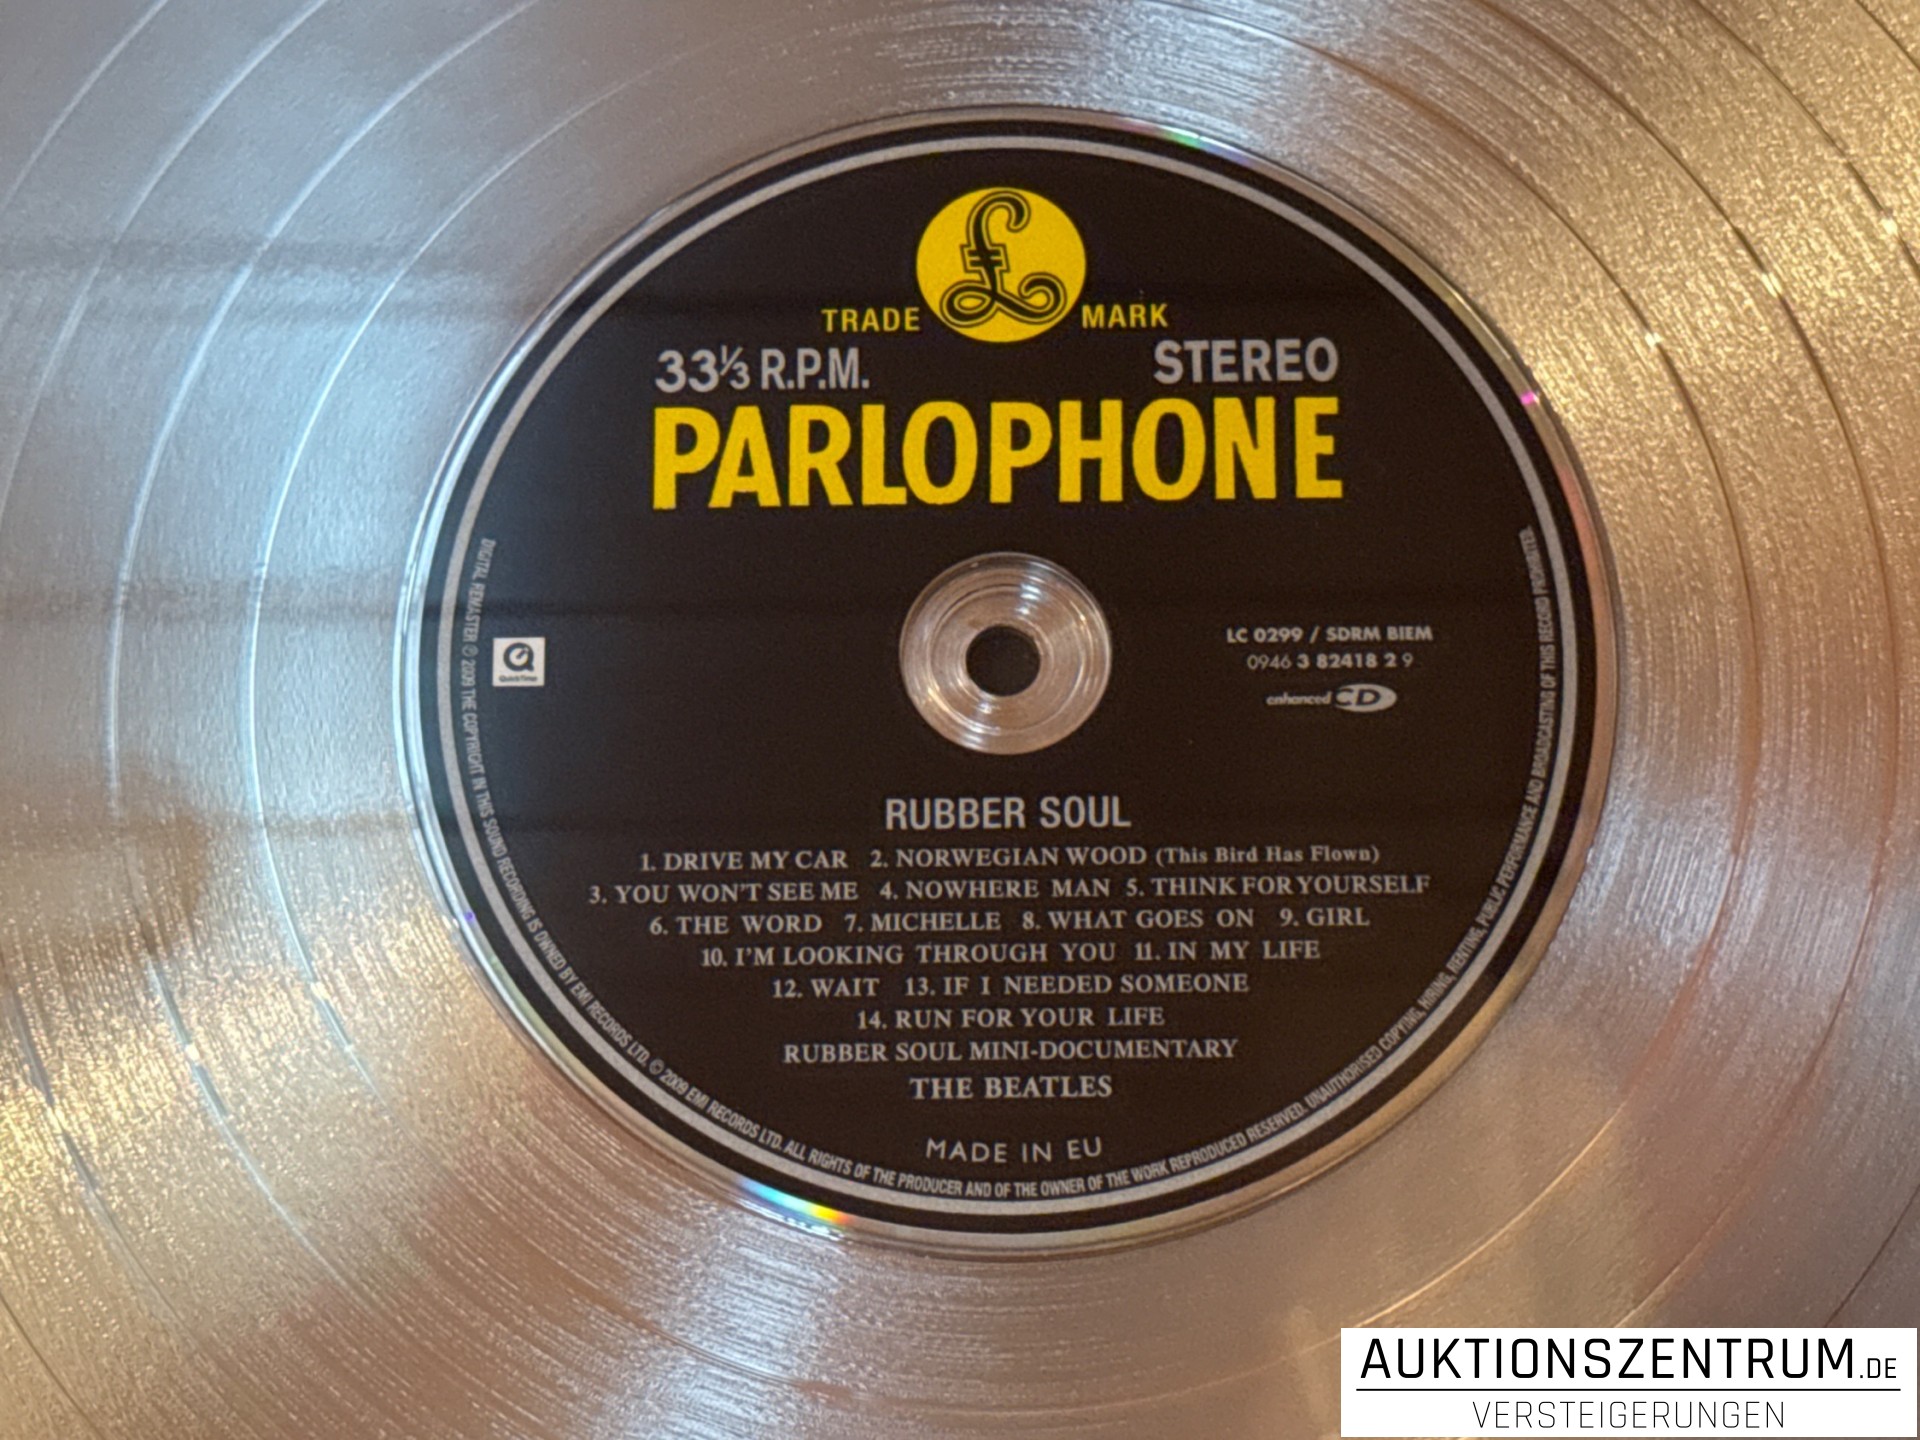 TRADE MARK
33⅓ R.P.M. STEREO
PARLOPHONE
LC 0299 / SDRM BIEM
0946 3 82418 2 9
enhanced CD
QuickTime
RUBBER SOUL
1. DRIVE MY CAR 2. NORWEGIAN WOOD (This Bird Has Flown)
3. YOU WON'T SEE ME 4. NOWHERE MAN 5. THINK FOR YOURSELF
6. THE WORD 7. MICHELLE 8. WHAT GOES ON 9. GIRL
10. I'M LOOKING THROUGH YOU 11. IN MY LIFE
12. WAIT 13. IF I NEEDED SOMEONE
14. RUN FOR YOUR LIFE
RUBBER SOUL MINI-DOCUMENTARY
THE BEATLES
MADE IN EU
DIGITAL REMASTER ℗ 2009 THE COPYRIGHT IN THIS SOUND RECORDING IS OWNED BY EMI RECORDS LTD. © 2009 EMI RECORDS LTD. ALL RIGHTS OF THE PRODUCER AND OF THE OWNER OF THE WORK REPRODUCED RESERVED. UNAUTHORISED COPYING, HIRING, RENTING, PUBLIC PERFORMANCE AND BROADCASTING OF THIS RECORD PROHIBITED.
AUKTIONSZENTRUM.DE
VERSTEIGERUNGEN